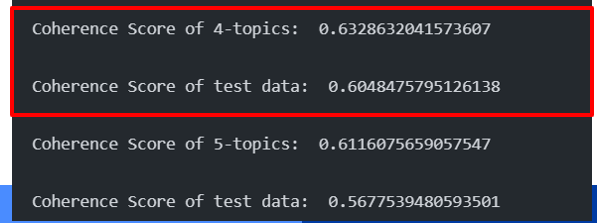 Coherence Score of 4-topics:  0.6328632041573607
Coherence Score of test data:  0.6048475795126138
Coherence Score of 5-topics:  0.6116075659057547
Coherence Score of test data:  0.5677539480593501